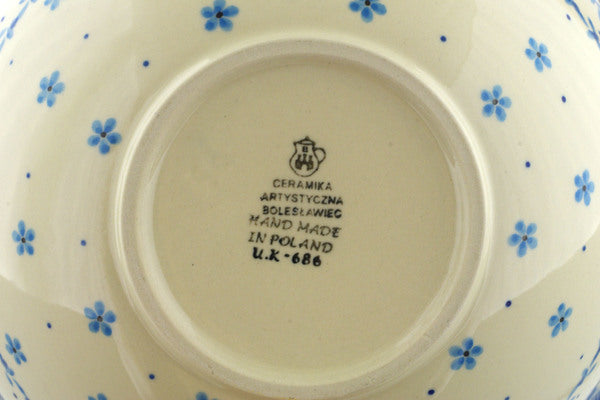 CERAMIKA
ARTYSTYCZNA
BOLESŁAWIEC
HAND MADE
IN POLAND
U.K-686